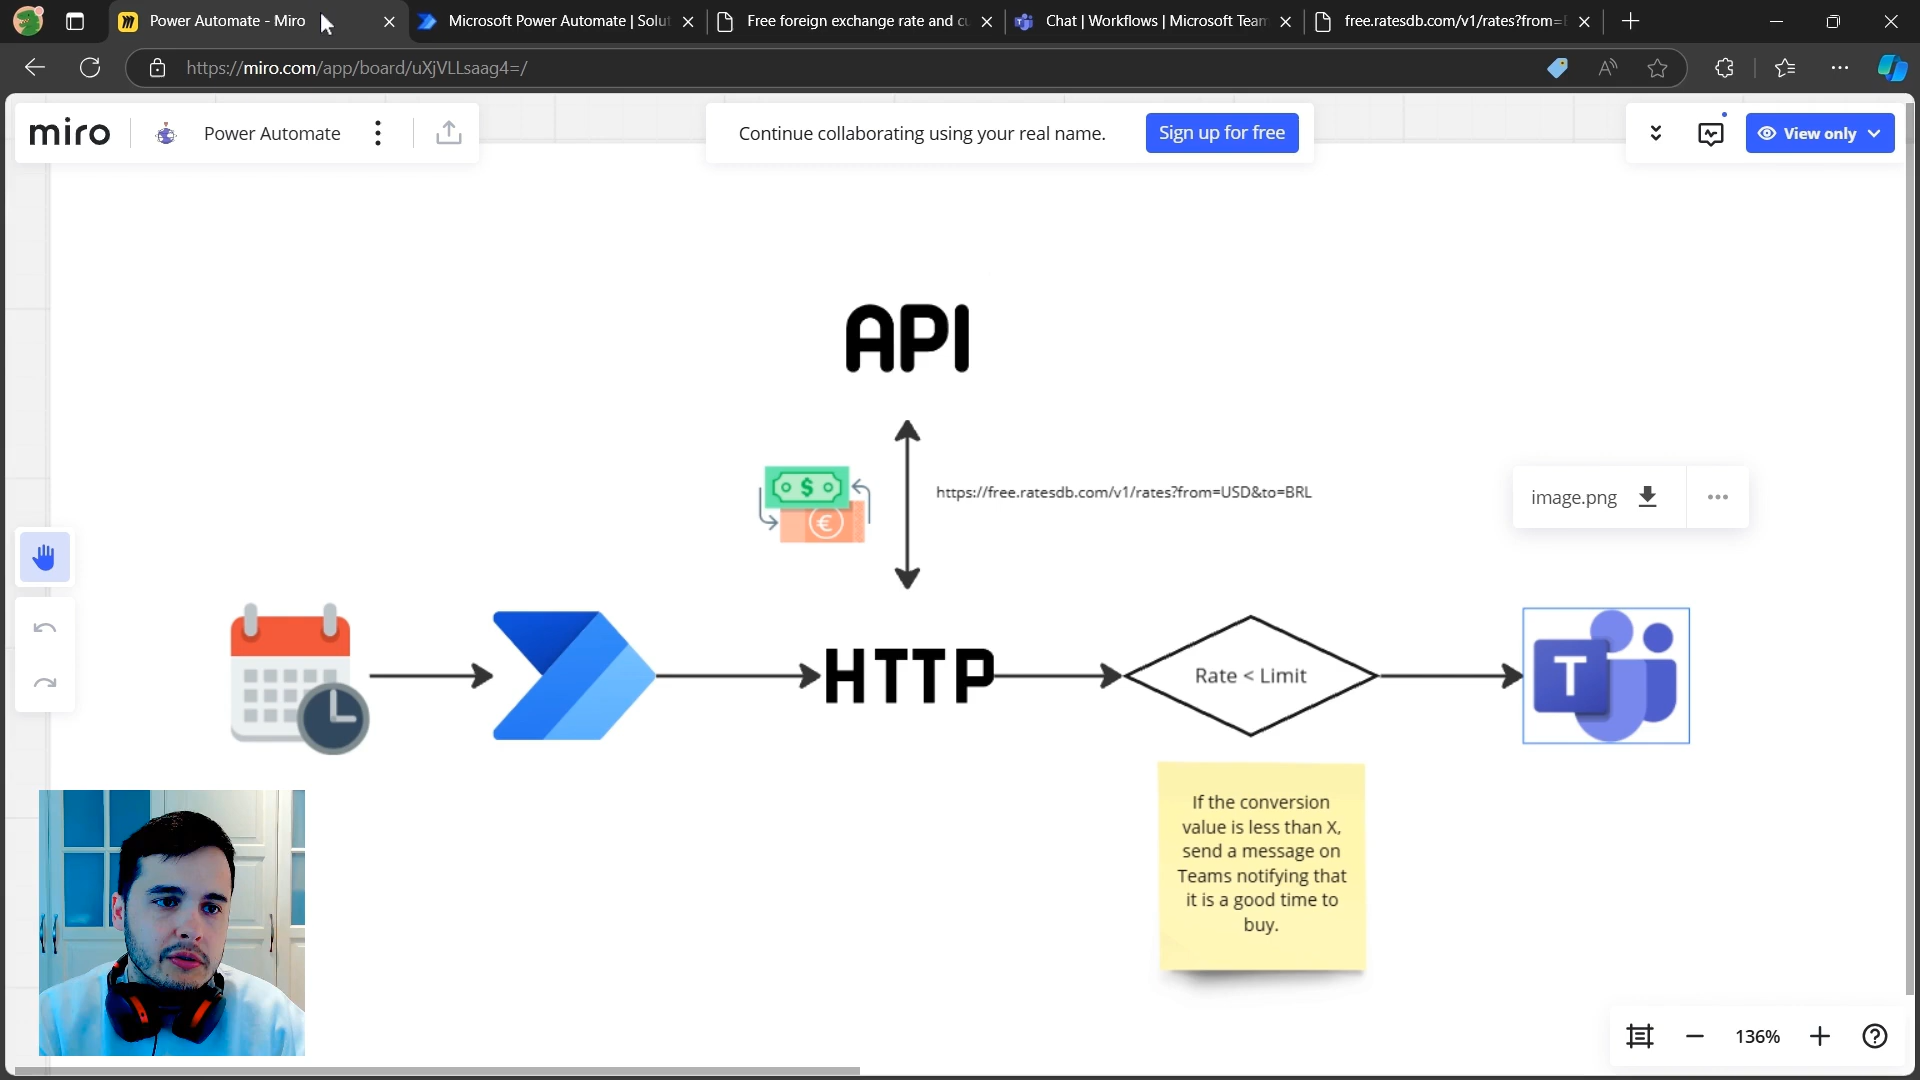 Power Automate - Miro
Microsoft Power Automate | Solu
Free foreign exchange rate and cu
Chat | Workflows | Microsoft Team
free.ratesdb.com/v1/rates?from=E
https://miro.com/app/board/uXjVLLsaag4=/
miro
Power Automate
Continue collaborating using your real name.
Sign up for free
View only
API
https://free.ratesdb.com/v1/rates?from=USD&to=BRL
image.png
HTTP
Rate < Limit
T
If the conversion
value is less than X,
send a message on
Teams notifying that
it is a good time to
buy.
136%